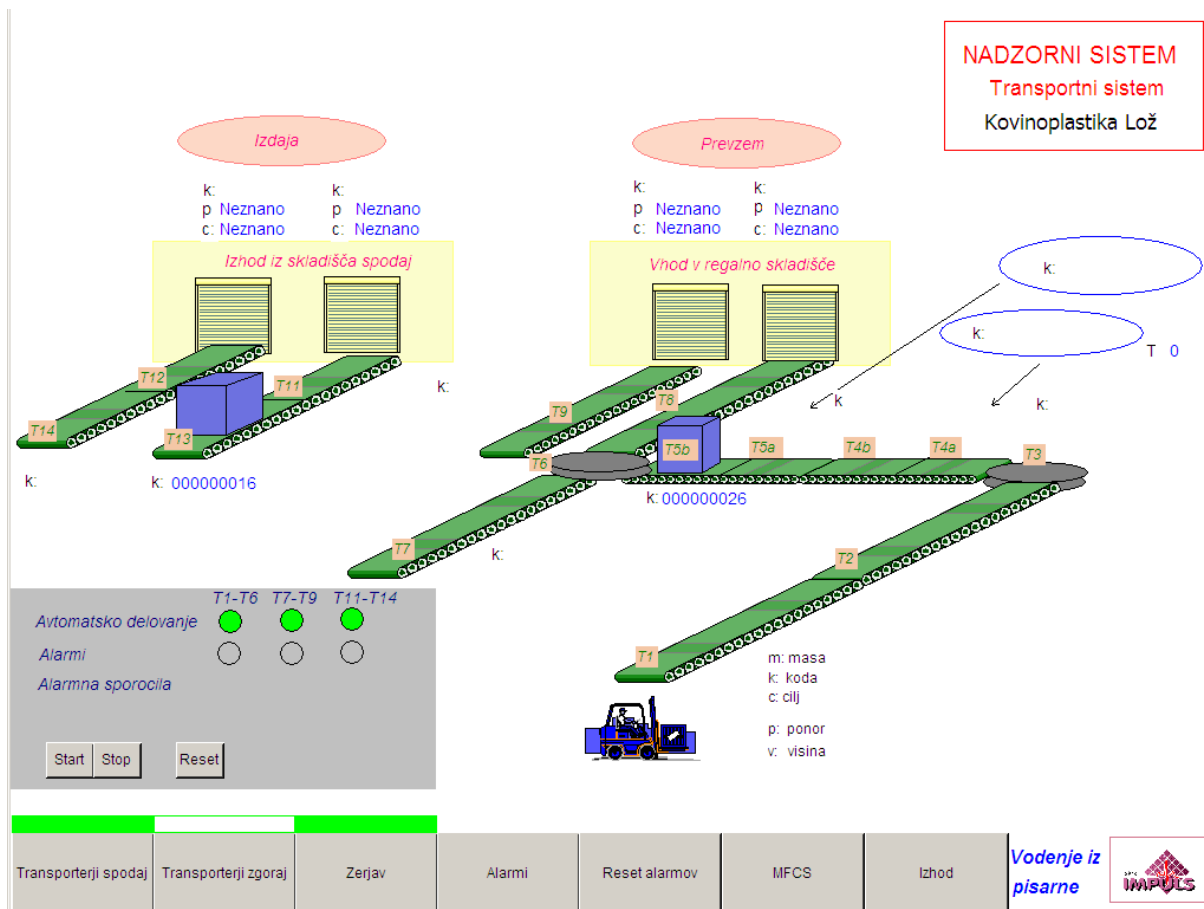 NADZORNI SISTEM
Transportni sistem
Kovinoplastika Lož
Izdaja
Prevzem
k: k:
p Neznano p Neznano
c: Neznano c: Neznano
k: k:
p Neznano p Neznano
c: Neznano c: Neznano
Izhod iz skladišča spodaj
Vhod v regalno skladišče
k:
k:
T 0
T12
T11
k:
T14
T13
k:
k: 000000016
k
k:
T9
T8
T6
T5b
T5a
T4b
T4a
T3
k: 000000026
T7
k:
T2
T1
T1-T6 T7-T9 T11-T14
Avtomatsko delovanje
Alarmi
Alarmna sporocila
Start
Stop
Reset
m: masa
k: koda
c: cilj
p: ponor
v: visina
Transporterji spodaj
Transporterji zgoraj
Zerjav
Alarmi
Reset alarmov
MFCS
Izhod
Vodenje iz
pisarne
IMPULS